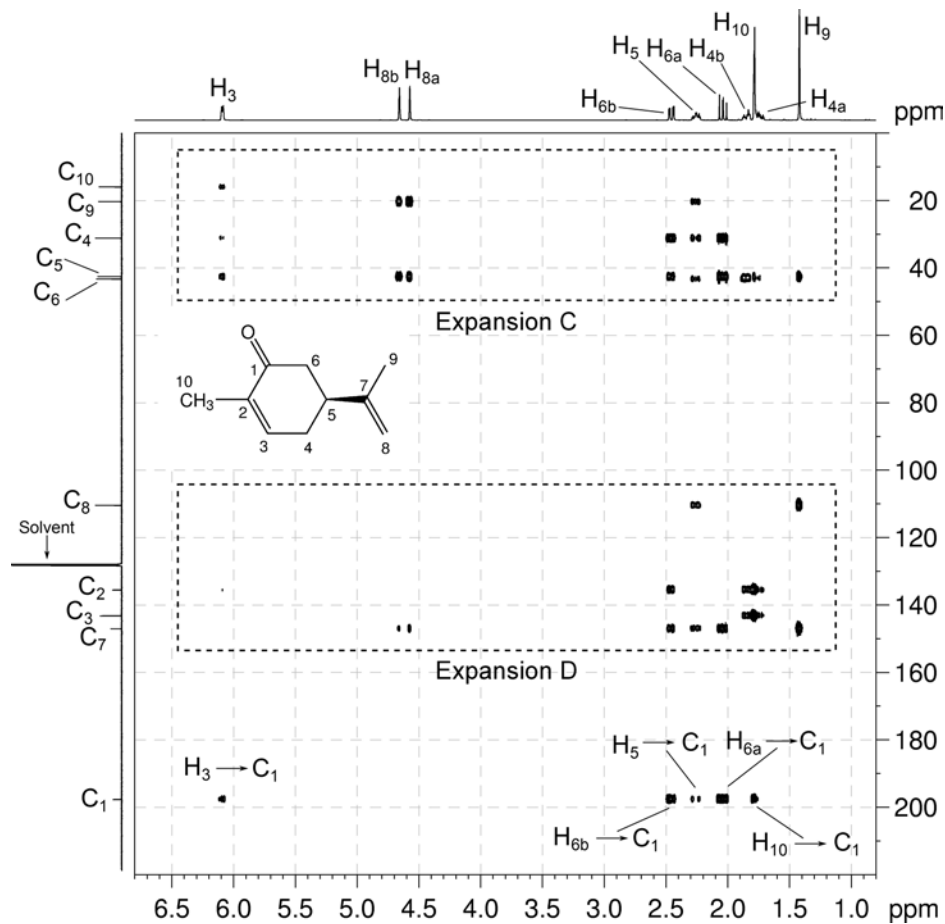 H₃ H₈b H₈a H₆b H₅ H₆a H₄b H₁₀ H₄a H₉
ppm
C₁₀
C₉
C₄
C₅
C₆
20
40
Expansion C
60
80
100
O
1
6
9
10
CH₃
2
7
5
3
4
8
C₈
Solvent
120
C₂
C₃
C₇
140
Expansion D
160
180
H₃ → C₁
H₅ → C₁
H₆a → C₁
C₁
200
H₆b → C₁
H₁₀ → C₁
6.5 6.0 5.5 5.0 4.5 4.0 3.5 3.0 2.5 2.0 1.5 1.0 ppm